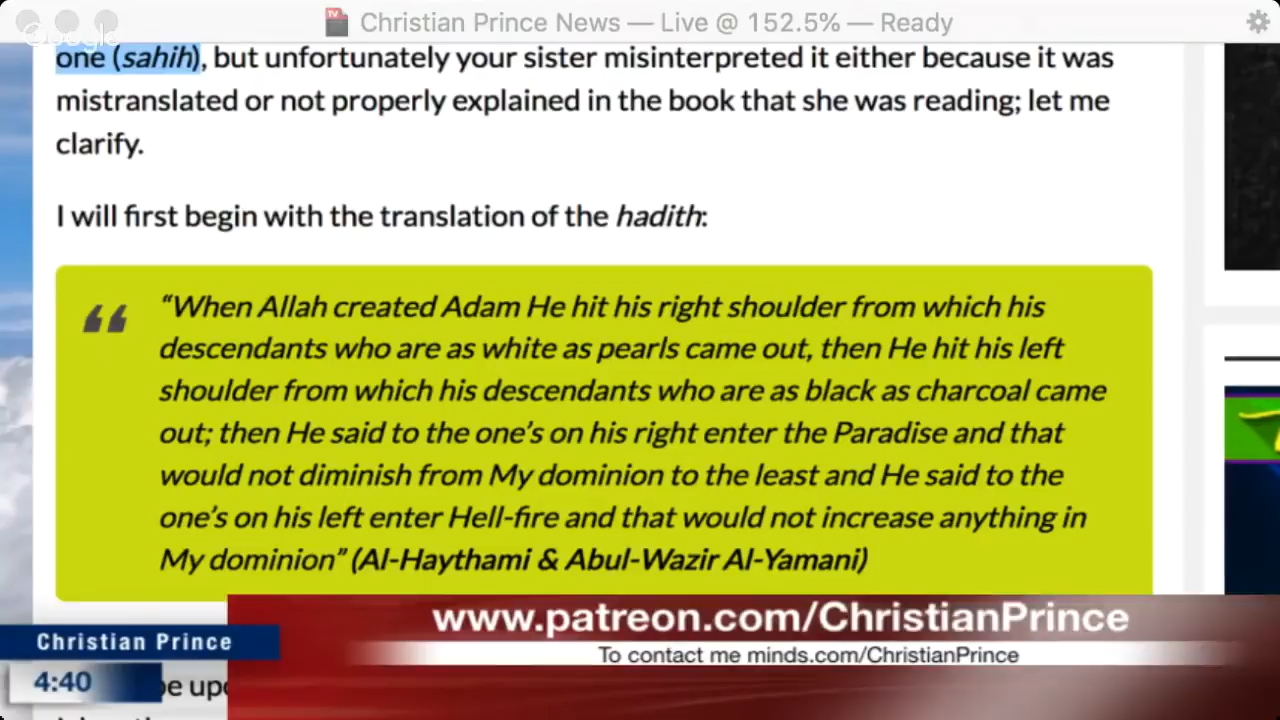 Christian Prince News — Live @ 152.5% — Ready
Google
TV
one (sahih), but unfortunately your sister misinterpreted it either because it was
mistranslated or not properly explained in the book that she was reading; let me
clarify.
I will first begin with the translation of the hadith:
“When Allah created Adam He hit his right shoulder from which his
descendants who are as white as pearls came out, then He hit his left
shoulder from which his descendants who are as black as charcoal came
out; then He said to the one’s on his right enter the Paradise and that
would not diminish from My dominion to the least and He said to the
one’s on his left enter Hell-fire and that would not increase anything in
My dominion” (Al-Haythami & Abul-Wazir Al-Yamani)
www.patreon.com/ChristianPrince
Christian Prince
To contact me minds.com/ChristianPrince
4:40